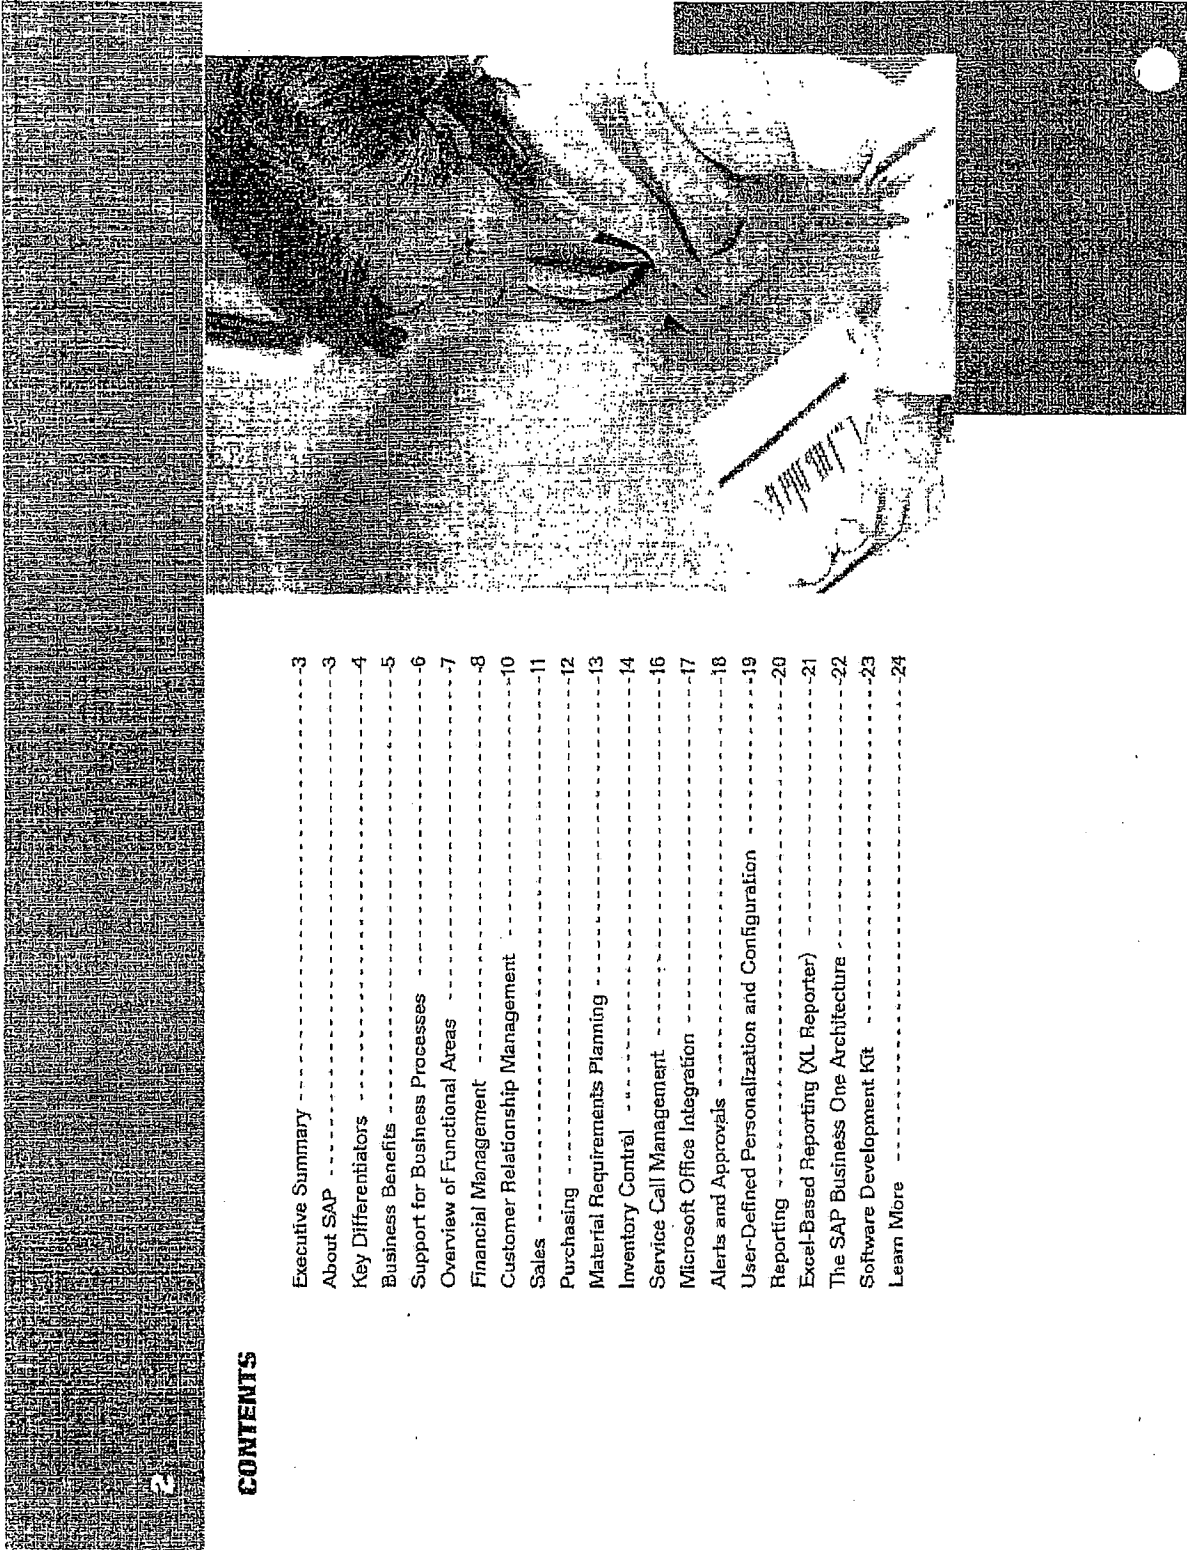 2
CONTENTS
Executive Summary ---3
About SAP ---3
Key Differentiators ---4
Business Benefits ---5
Support for Business Processes ---6
Overview of Functional Areas ---7
Financial Management ---8
Customer Relationship Management ---10
Sales ---11
Purchasing ---12
Material Requirements Planning ---13
Inventory Control ---14
Service Call Management ---16
Microsoft Office Integration ---17
Alerts and Approvals ---18
User-Defined Personalization and Configuration ---19
Reporting ---20
Excel-Based Reporting (XL Reporter) ---21
The SAP Business One Architecture ---22
Software Development Kit ---23
Learn More ---24